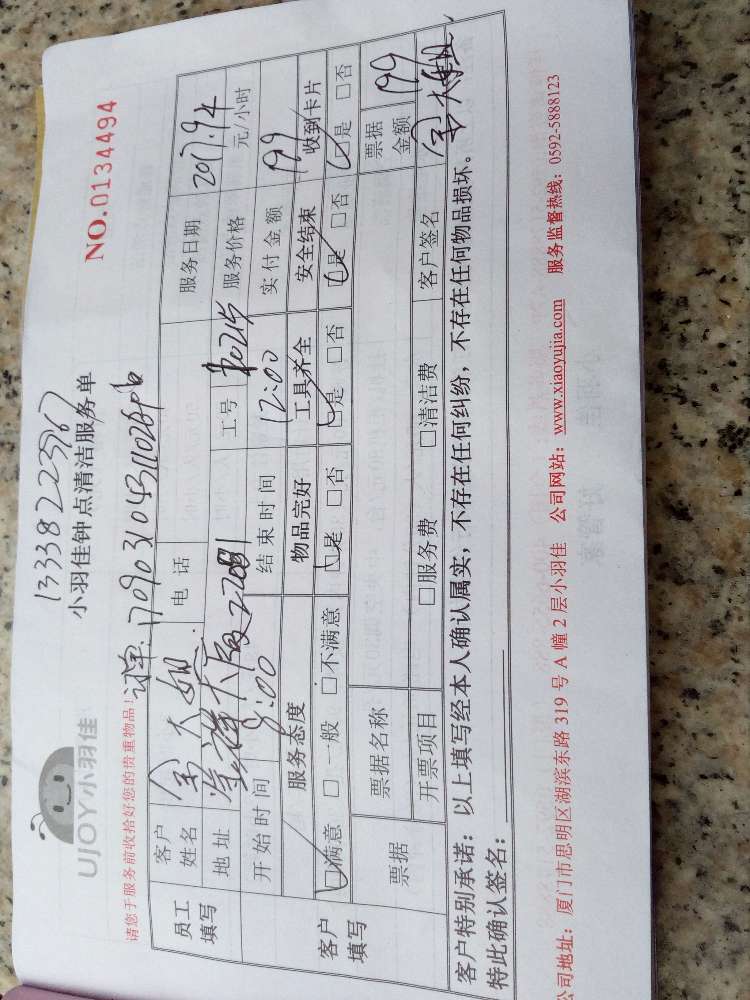 13338223767
UJOY小羽佳
小羽佳钟点清洁服务单
NO.0134494
请您于服务前收拾好您的贵重物品!
订单:170903104311026
员工填写
客户姓名
大姐
电话
服务日期
2017.9.4
地址
大厦
工号
服务价格
元/小时
开始时间
8:00
结束时间
12:00
实付金额
199
客户填写
服务态度
物品完好
工具齐全
安全结束
收到卡片
☑满意 □一般 □不满意
☑是 □否
☑是 □否
☑是 □否
☑是 □否
票据
票据名称
票据金额
199
开票项目
□服务费 □清洁费
客户签名
大姐
客户特别承诺:以上填写经本人确认属实,不存在任何纠纷,不存在任何物品损坏。
特此确认签名:
公司地址:厦门市思明区湖滨东路 319 号 A 幢 2 层小羽佳 公司网站:www.xiaoyujia.com 服务监督热线:0592-5888123